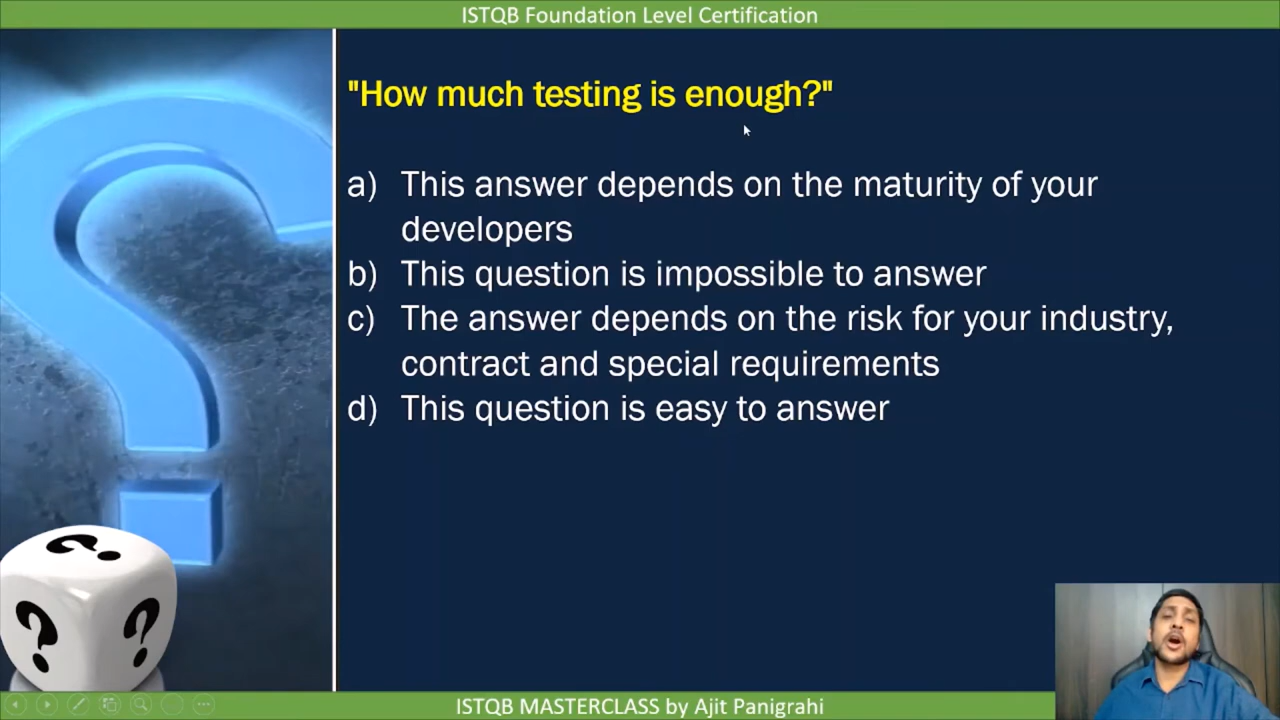 ISTQB Foundation Level Certification
"How much testing is enough?"
a) This answer depends on the maturity of your
developers
b) This question is impossible to answer
c) The answer depends on the risk for your industry,
contract and special requirements
d) This question is easy to answer
? ? ?
ISTQB MASTERCLASS by Ajit Panigrahi